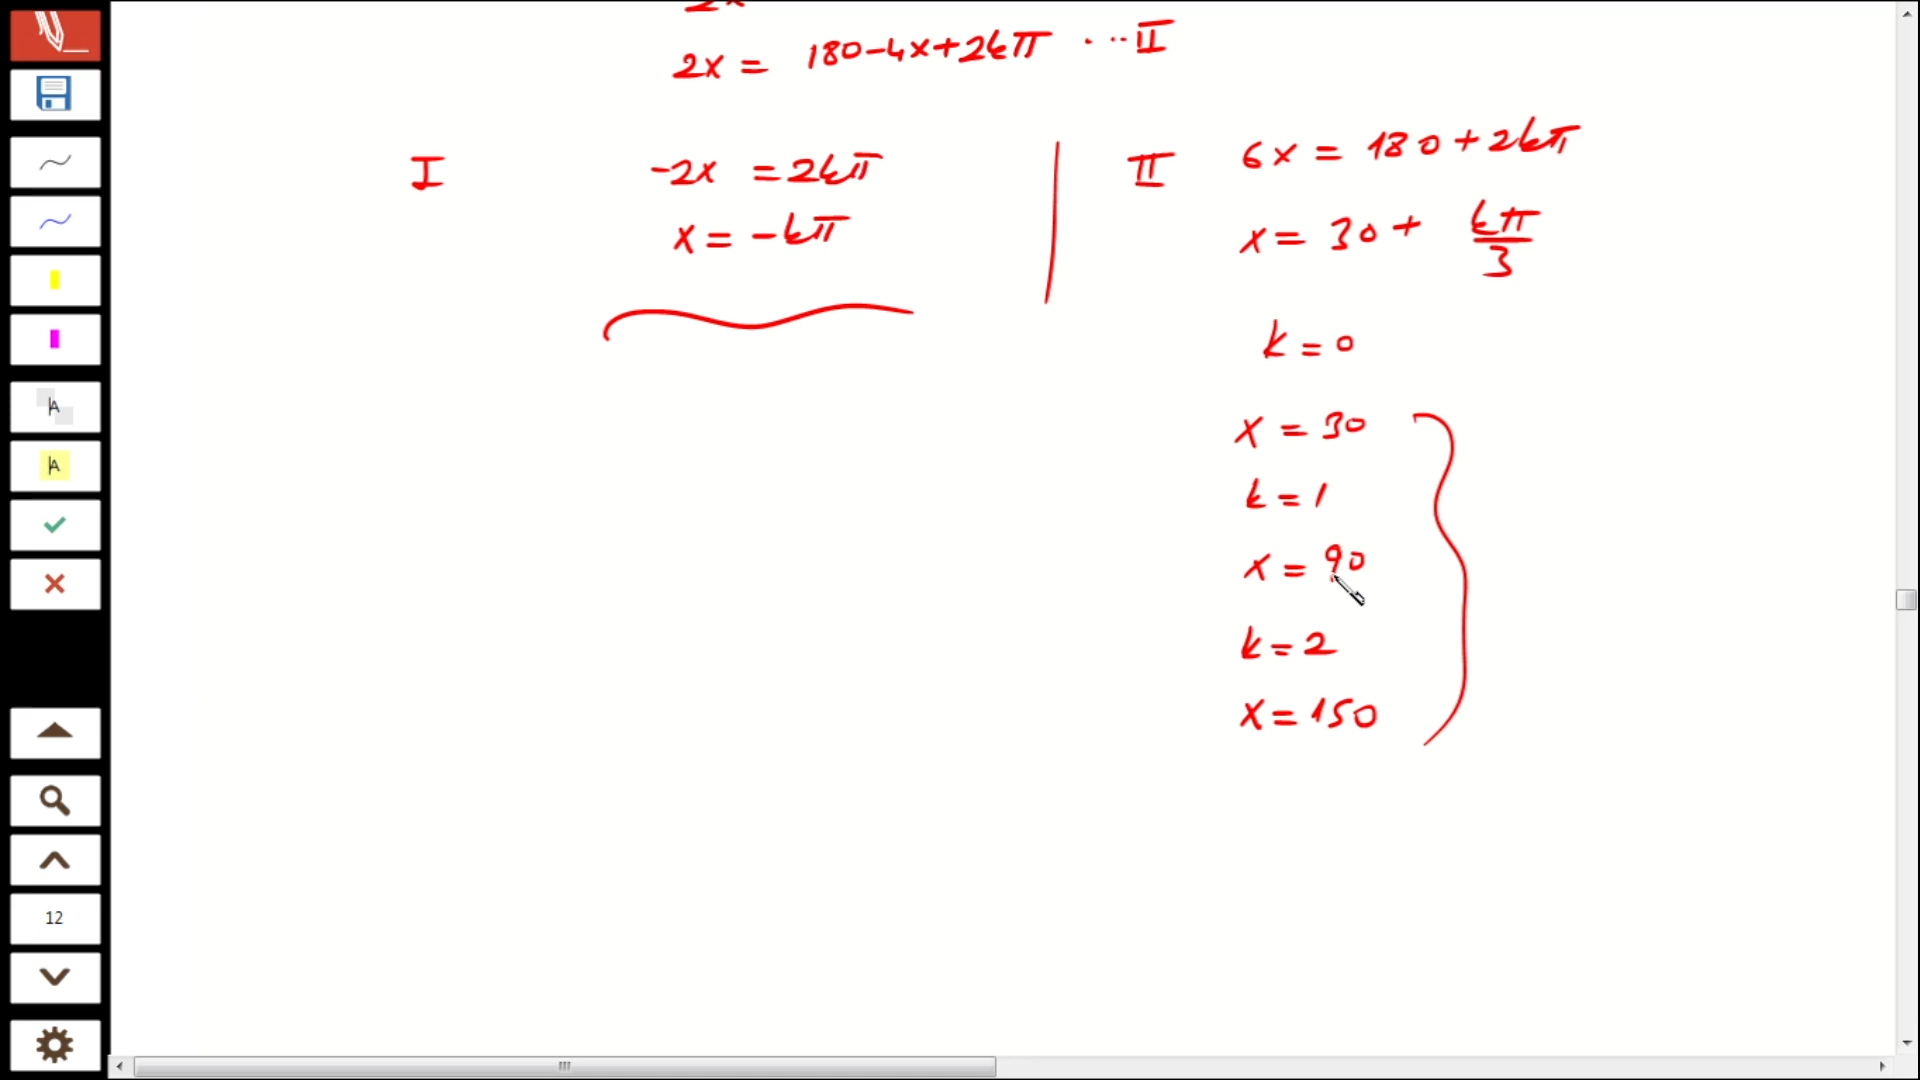 2x = 180-4x+2kπ ...II
I
-2x = 2kπ
x = -kπ
II
6x = 180+2kπ
x = 30+ kπ/3
k = 0
x = 30
k = 1
x = 90
k = 2
x = 150
A
A
12